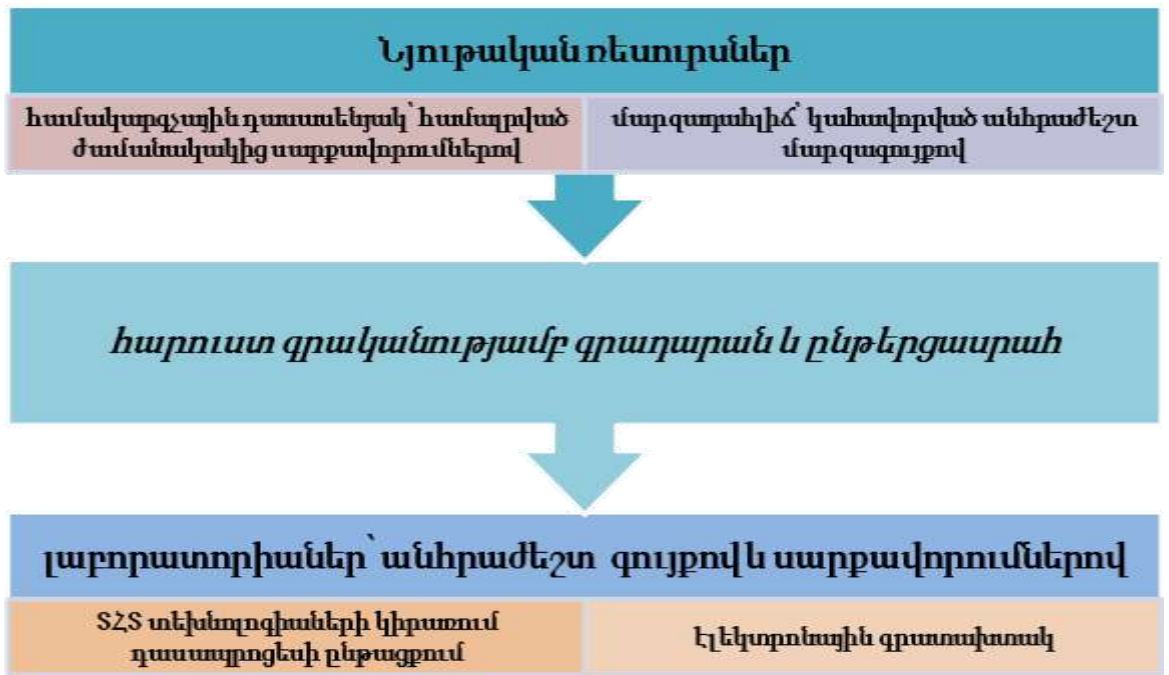 Նյութական ռեսուրսներ
համակարգչային դասասենյակ՝ համալրված
ժամանակակից սարքավորումներով
մարզադահլիճ՝ կահավորված անհրաժեշտ
մարզագույքով
հարուստ գրականությամբ գրադարան և ընթերցասրահ
լաբորատորիաներ՝ անհրաժեշտ գույքով և սարքավորումներով
ՏՀՏ տեխնոլոգիաների կիրառում
դասապրոցեսի ընթացքում
էլեկտրոնային գրատախտակ